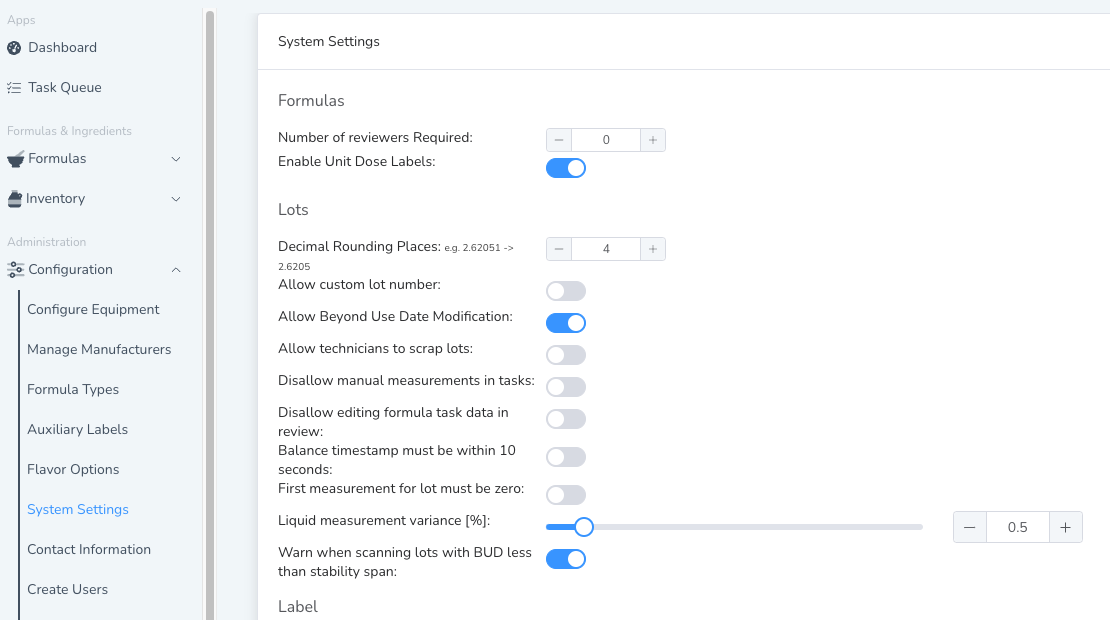 Apps
Dashboard
Task Queue
Formulas & Ingredients
Formulas
Inventory
Administration
Configuration
Configure Equipment
Manage Manufacturers
Formula Types
Auxiliary Labels
Flavor Options
System Settings
Contact Information
Create Users
System Settings
Formulas
Number of reviewers Required:
0
Enable Unit Dose Labels:
Lots
Decimal Rounding Places: e.g. 2.62051 ->
2.6205
4
Allow custom lot number:
Allow Beyond Use Date Modification:
Allow technicians to scrap lots:
Disallow manual measurements in tasks:
Disallow editing formula task data in
review:
Balance timestamp must be within 10
seconds:
First measurement for lot must be zero:
Liquid measurement variance [%]:
0.5
Warn when scanning lots with BUD less
than stability span:
Label